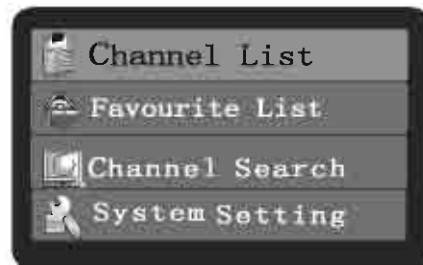 Channel List
Favourite List
Channel Search
System Setting